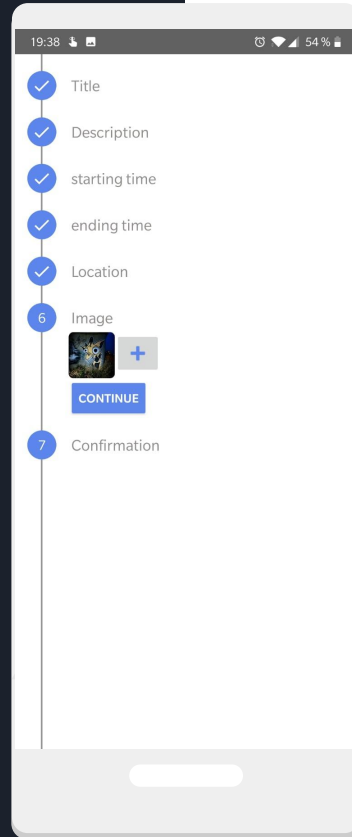 19:38 54 %
Title
Description
starting time
ending time
Location
6 Image
+
CONTINUE
7 Confirmation